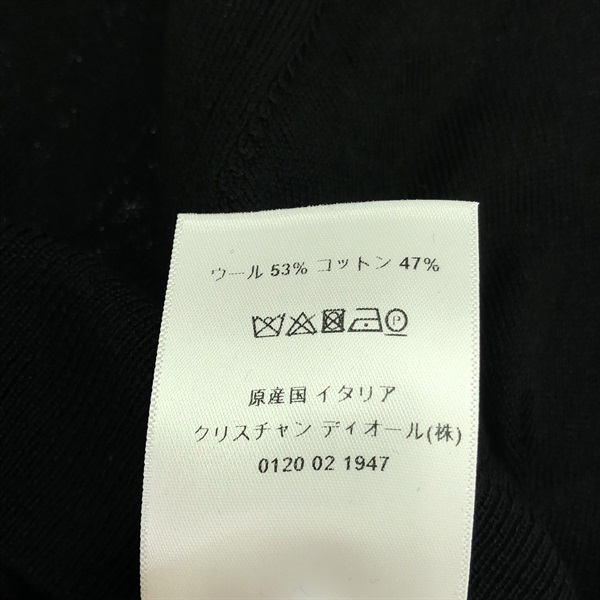 ウール 53% コットン 47%
P
原産国 イタリア
クリスチャン ディオール(株)
0120 02 1947